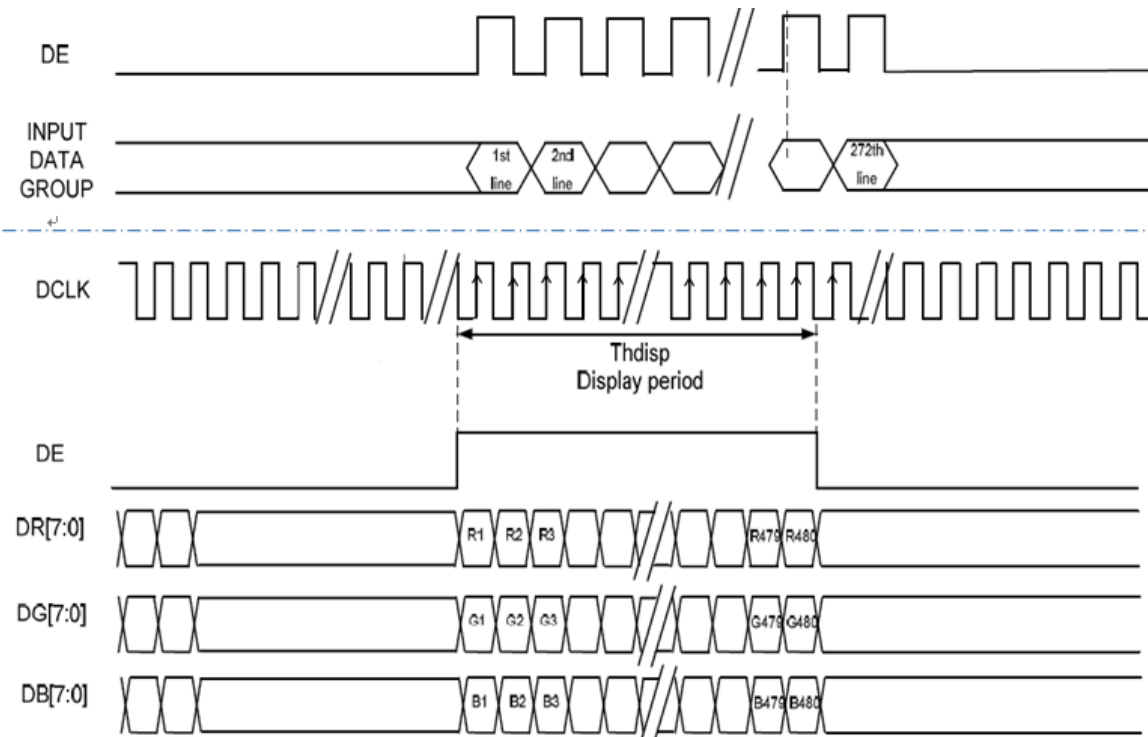 DE
INPUT
DATA
GROUP
1st
line
2nd
line
272th
line
DCLK
Thdisp
Display period
DE
DR[7:0]
R1 R2 R3 R479 R480
DG[7:0]
G1 G2 G3 G479 G480
DB[7:0]
B1 B2 B3 B479 B480